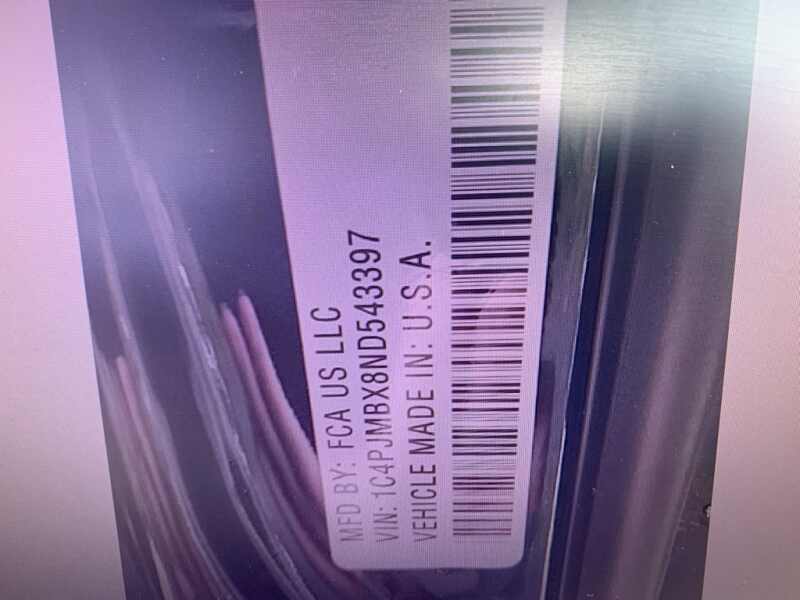 MFD BY: FCA US LLC
VIN: 1C4PJMBX8ND543397
VEHICLE MADE IN: U.S.A.